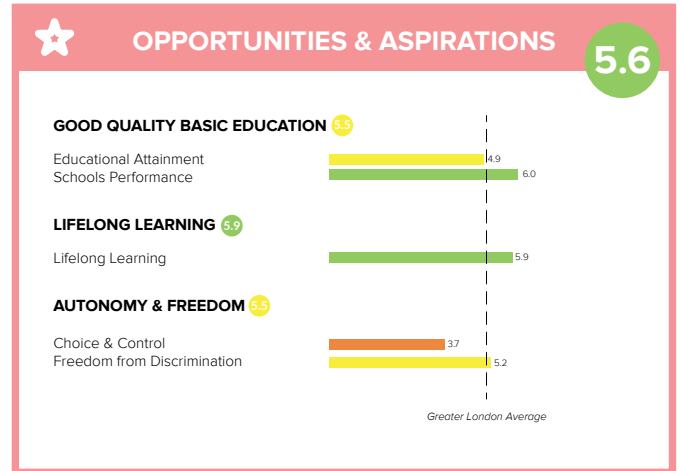 OPPORTUNITIES & ASPIRATIONS
5.6
GOOD QUALITY BASIC EDUCATION 5.5
Educational Attainment 4.9
Schools Performance 6.0
LIFELONG LEARNING 5.9
Lifelong Learning 5.9
AUTONOMY & FREEDOM 5.5
Choice & Control 3.7
Freedom from Discrimination 5.2
Greater London Average